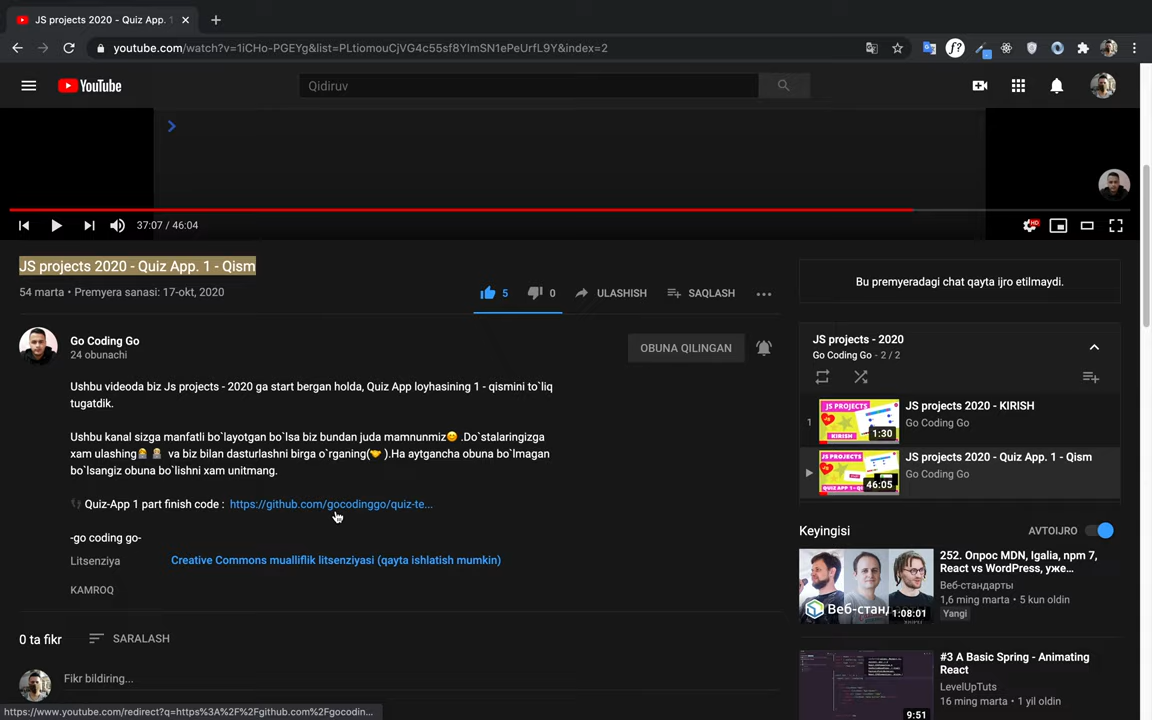 JS projects 2020 - Quiz App. 1
youtube.com/watch?v=1iCHo-PGEYg&list=PLtiomouCjVG4c55sf8YImSN1ePeUrfL9Y&index=2
YouTube
Qidiruv
37:07 / 46:04
HD
JS projects 2020 - Quiz App. 1 - Qism
54 marta • Premyera sanasi: 17-okt, 2020
5
0
ULASHISH
SAQLASH
Go Coding Go
24 obunachi
OBUNA QILINGAN
Ushbu videoda biz Js projects - 2020 ga start bergan holda, Quiz App loyhasining 1 - qismini to`liq
tugatdik.
Ushbu kanal sizga manfatli bo`layotgan bo`lsa biz bundan juda mamnunmiz😊 .Do`stalaringizga
xam ulashing va biz bilan dasturlashni birga o`rganing(🤝 ).Ha aytgancha obuna bo`lmagan
bo`lsangiz obuna bo`lishni xam unitmang.
Quiz-App 1 part finish code : https://github.com/gocodinggo/quiz-te...
-go coding go-
Litsenziya
Creative Commons mualliflik litsenziyasi (qayta ishlatish mumkin)
KAMROQ
0 ta fikr
SARALASH
Fikr bildiring...
https://www.youtube.com/redirect?q=https%3A%2F%2Fgithub.com%2Fgocodin...
Bu premyeradagi chat qayta ijro etilmaydi.
JS projects - 2020
Go Coding Go - 2 / 2
1
JS PROJECTS
KIRISH
1:30
JS projects 2020 - KIRISH
Go Coding Go
JS PROJECTS
46:05
JS projects 2020 - Quiz App. 1 - Qism
Go Coding Go
Keyingisi
AVTOIJRO
Веб-стан
1:08:01
252. Опрос MDN, Igalia, npm 7,
React vs WordPress, уже...
Веб-стандарты
1,6 ming marta • 5 kun oldin
Yangi
9:51
#3 A Basic Spring - Animating
React
LevelUpTuts
16 ming marta • 1 yil oldin